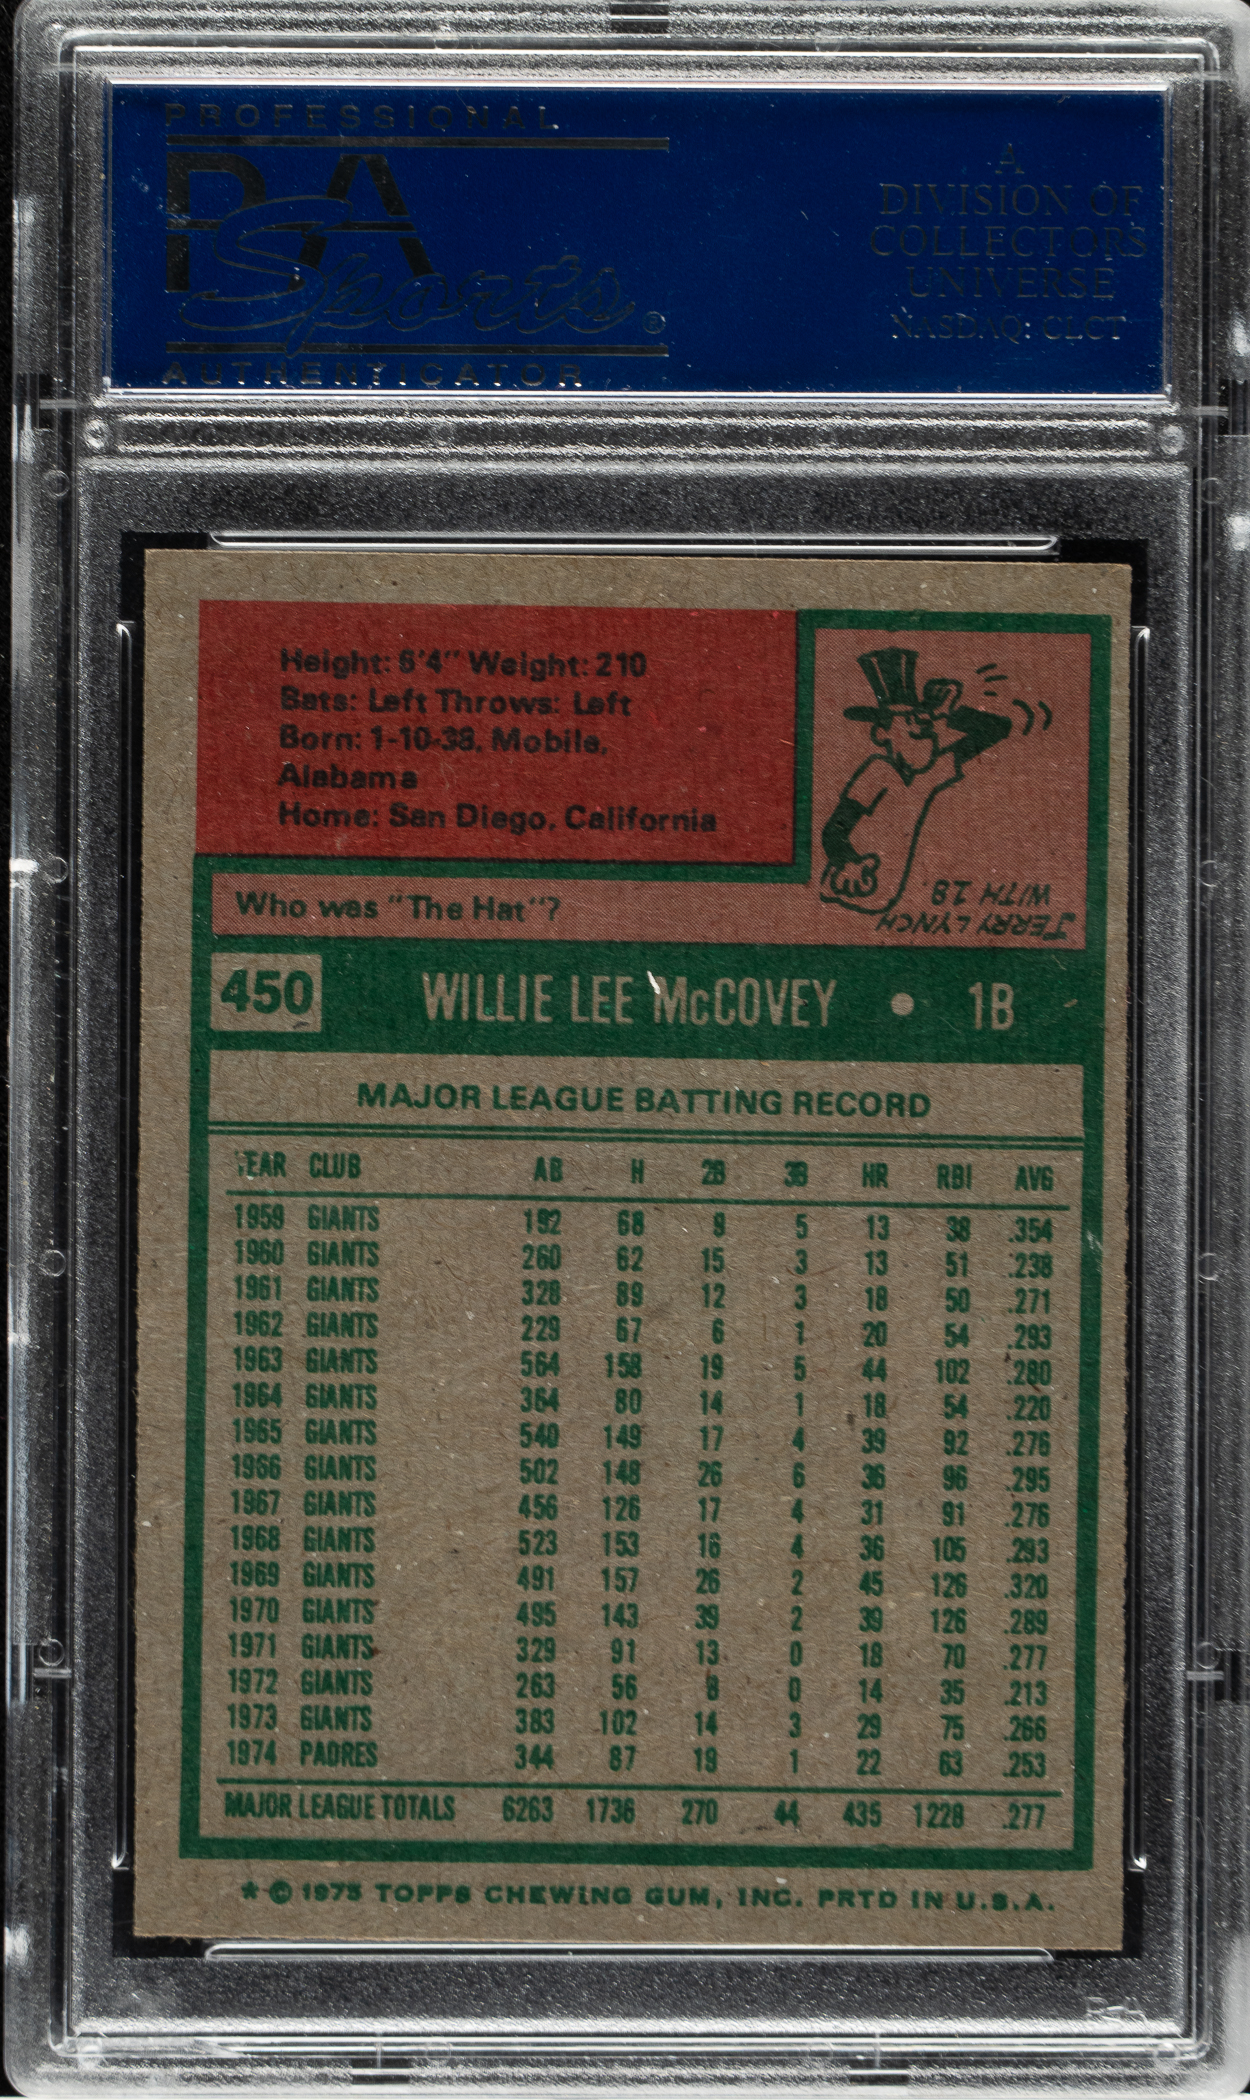 PROFESSIONAL
PSA
Sports®
AUTHENTICATOR
A
DIVISION OF
COLLECTORS
UNIVERSE
NASDAQ: CLCT
Height: 6'4" Weight: 210
Bats: Left Throws: Left
Born: 1-10-38, Mobile,
Alabama
Home: San Diego, California
Who was "The Hat"?
JERRY LYNCH
WITH 18.
450 WILLIE LEE McCOVEY • 1B
MAJOR LEAGUE BATTING RECORD
YEAR CLUB AB H 2B 3B HR RBI AVG
1959 GIANTS 192 68 9 5 13 38 .354
1960 GIANTS 260 62 15 3 13 51 .238
1961 GIANTS 328 89 12 3 18 50 .271
1962 GIANTS 229 67 6 1 20 54 .293
1963 GIANTS 564 158 19 5 44 102 .280
1964 GIANTS 364 80 14 1 18 54 .220
1965 GIANTS 540 149 17 4 39 92 .276
1966 GIANTS 502 148 26 6 36 96 .295
1967 GIANTS 456 126 17 4 31 91 .276
1968 GIANTS 523 153 16 4 36 105 .293
1969 GIANTS 491 157 26 2 45 126 .320
1970 GIANTS 495 143 39 2 39 126 .289
1971 GIANTS 329 91 13 0 18 70 .277
1972 GIANTS 263 56 8 0 14 35 .213
1973 GIANTS 383 102 14 3 29 75 .266
1974 PADRES 344 87 19 1 22 63 .253
MAJOR LEAGUE TOTALS 6263 1736 270 44 435 1228 .277
* © 1975 TOPPS CHEWING GUM, INC. PRTD IN U.S.A.